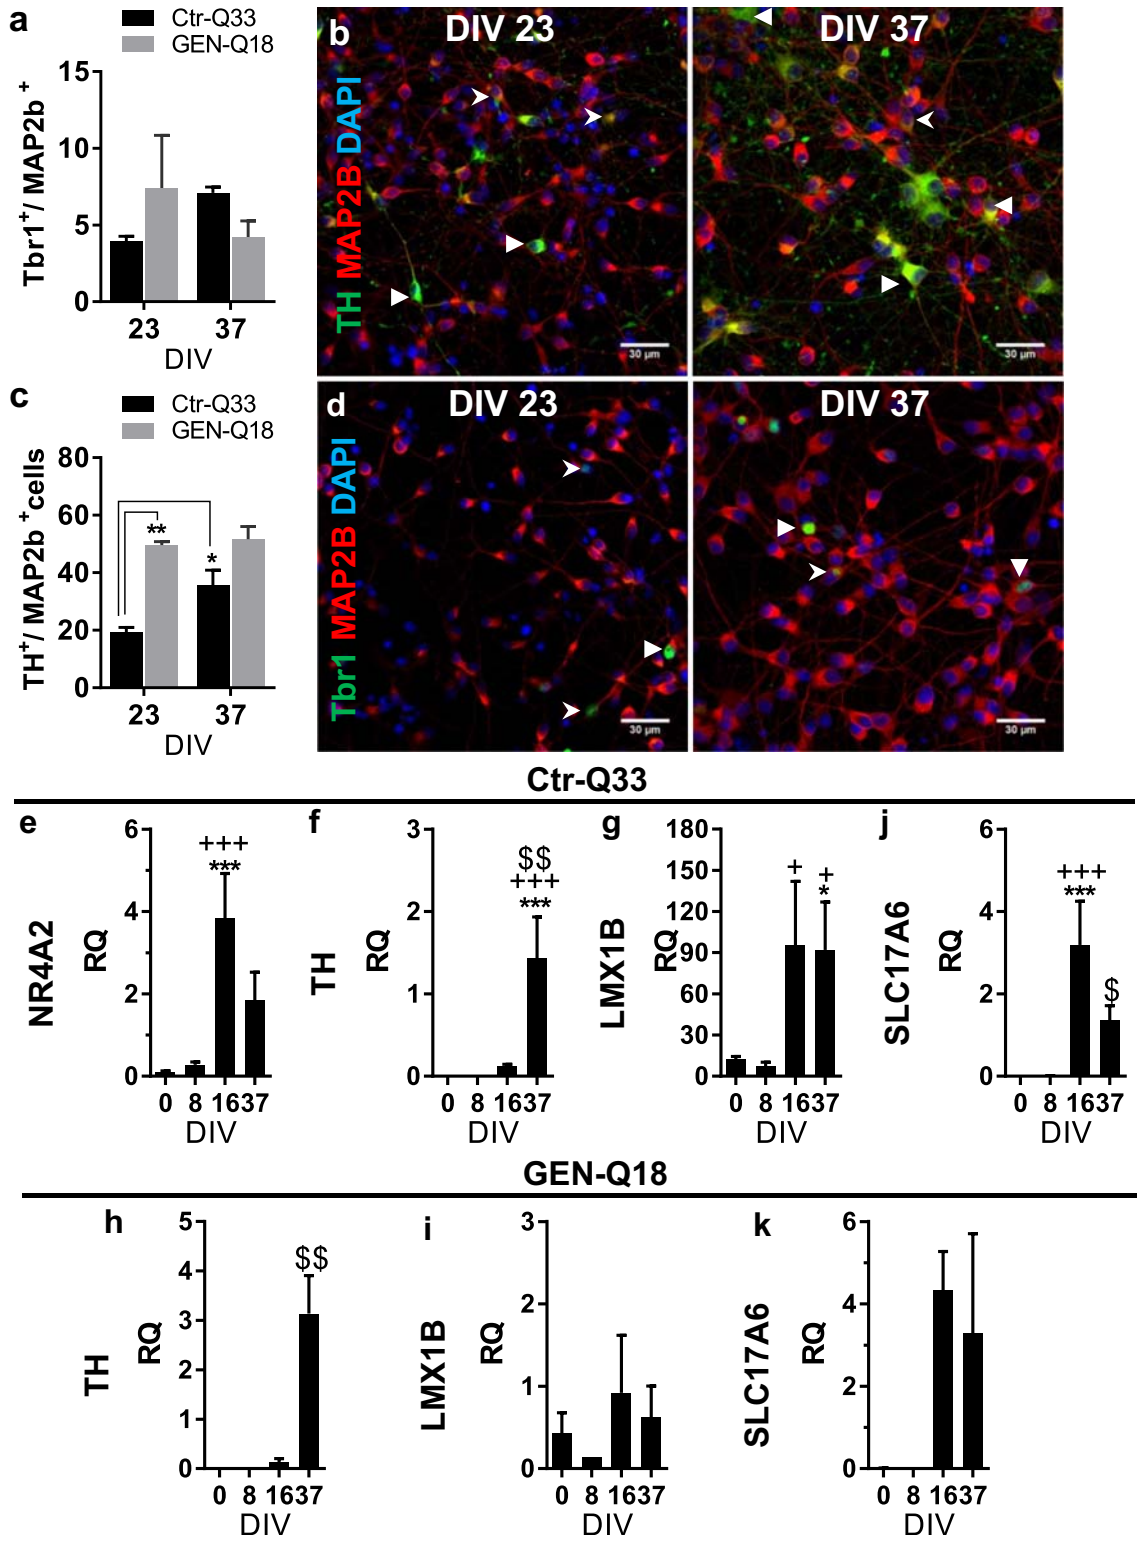 a
Ctr-Q33
GEN-Q18
Tbr1+/ MAP2b +
15
10
5
0
23 37
DIV
b
DIV 23
DIV 37
TH MAP2B DAPI
30 µm
30 µm
c
Ctr-Q33
GEN-Q18
TH+/ MAP2b +cells
80
60
40
20
0
**
*
23 37
DIV
d
DIV 23
DIV 37
Tbr1 MAP2B DAPI
30 µm
30 µm
Ctr-Q33
e
NR4A2
RQ
6
4
2
0
+++
***
0 8 1637
DIV
f
TH
RQ
3
2
1
0
$$
+++
***
0 8 1637
DIV
g
LMX1B
RQ
180
150
120
90
60
30
0
+
+
*
0 8 1637
DIV
j
SLC17A6
RQ
6
4
2
0
+++
***
$
0 8 1637
DIV
GEN-Q18
h
TH
RQ
5
4
3
2
1
0
$$
0 8 1637
DIV
i
LMX1B
RQ
3
2
1
0
0 8 1637
DIV
k
SLC17A6
RQ
6
4
2
0
0 8 1637
DIV